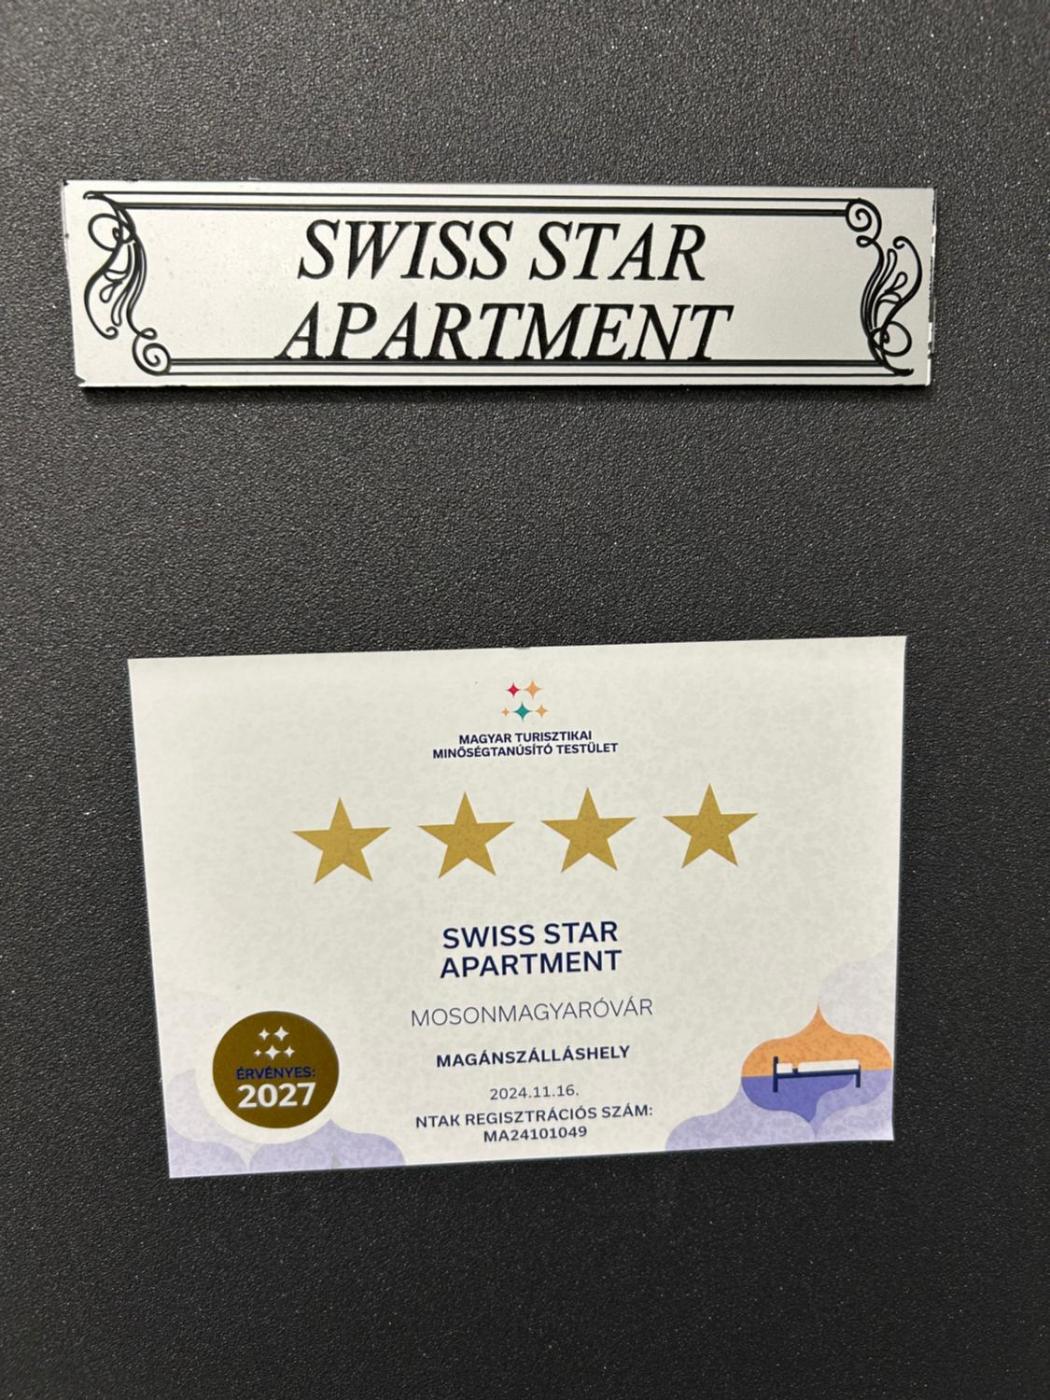 SWISS STAR
APARTMENT
MAGYAR TURISZTIKAI
MINŐSÉGTANÚSÍTÓ TESTÜLET
SWISS STAR
APARTMENT
MOSONMAGYARÓVÁR
MAGÁNSZÁLLÁSHELY
2024.11.16.
NTAK REGISZTRÁCIÓS SZÁM:
MA24101049
ÉRVÉNYES:
2027